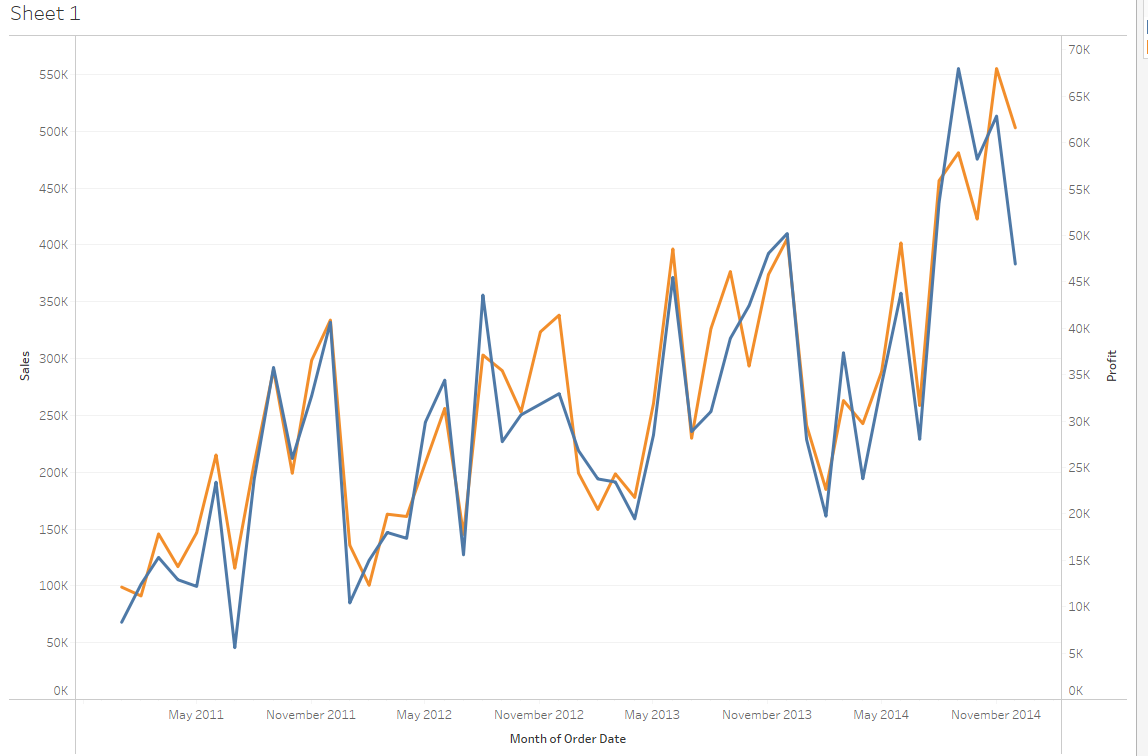 Sheet 1
550K
500K
450K
400K
350K
300K
250K
200K
150K
100K
50K
0K
Sales
70K
65K
60K
55K
50K
45K
40K
35K
30K
25K
20K
15K
10K
5K
0K
Profit
May 2011 November 2011 May 2012 November 2012 May 2013 November 2013 May 2014 November 2014
Month of Order Date